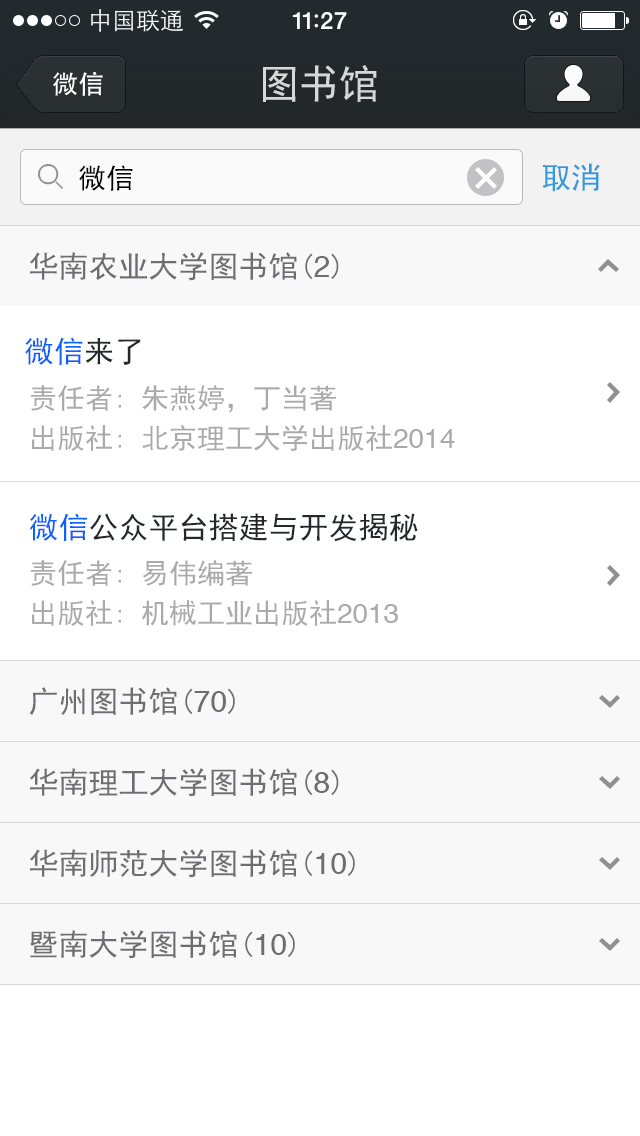 中国联通 11:27
微信 图书馆
微信 取消
华南农业大学图书馆(2)
微信来了
责任者：朱燕婷，丁当著
出版社：北京理工大学出版社2014
微信公众平台搭建与开发揭秘
责任者：易伟编著
出版社：机械工业出版社2013
广州图书馆(70)
华南理工大学图书馆(8)
华南师范大学图书馆(10)
暨南大学图书馆(10)